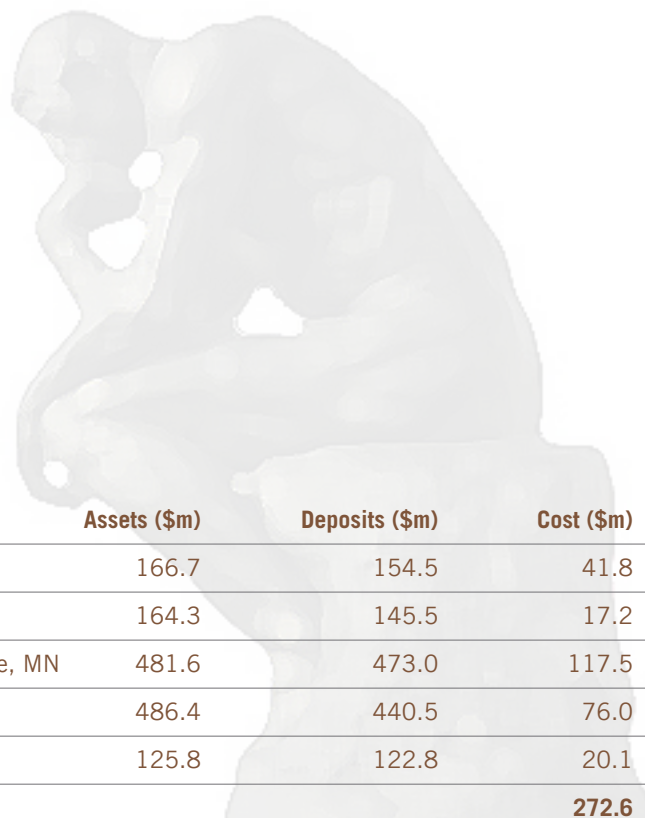 Assets ($m) Deposits ($m) Cost ($m)
166.7 154.5 41.8
164.3 145.5 17.2
e, MN 481.6 473.0 117.5
486.4 440.5 76.0
125.8 122.8 20.1
272.6